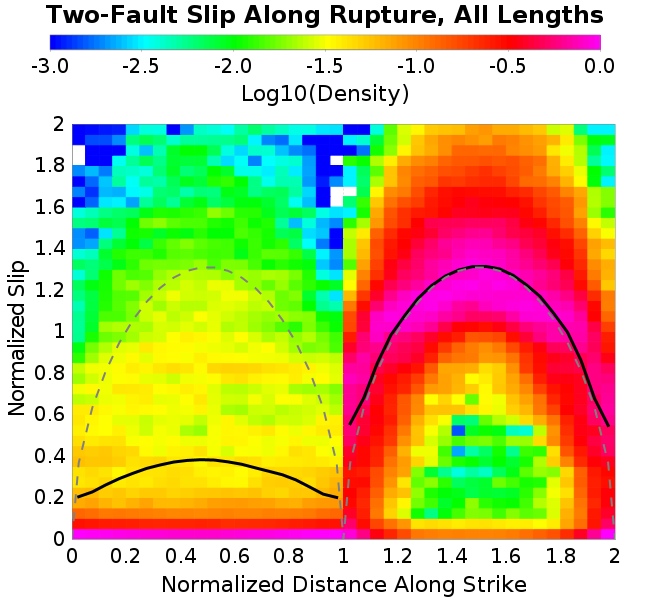 Two-Fault Slip Along Rupture, All Lengths
-3.0 -2.5 -2.0 -1.5 -1.0 -0.5 0.0
Log10(Density)
2
1.8
1.6
1.4
1.2
1
0.8
0.6
0.4
0.2
0
Normalized Slip
0 0.2 0.4 0.6 0.8 1 1.2 1.4 1.6 1.8 2
Normalized Distance Along Strike